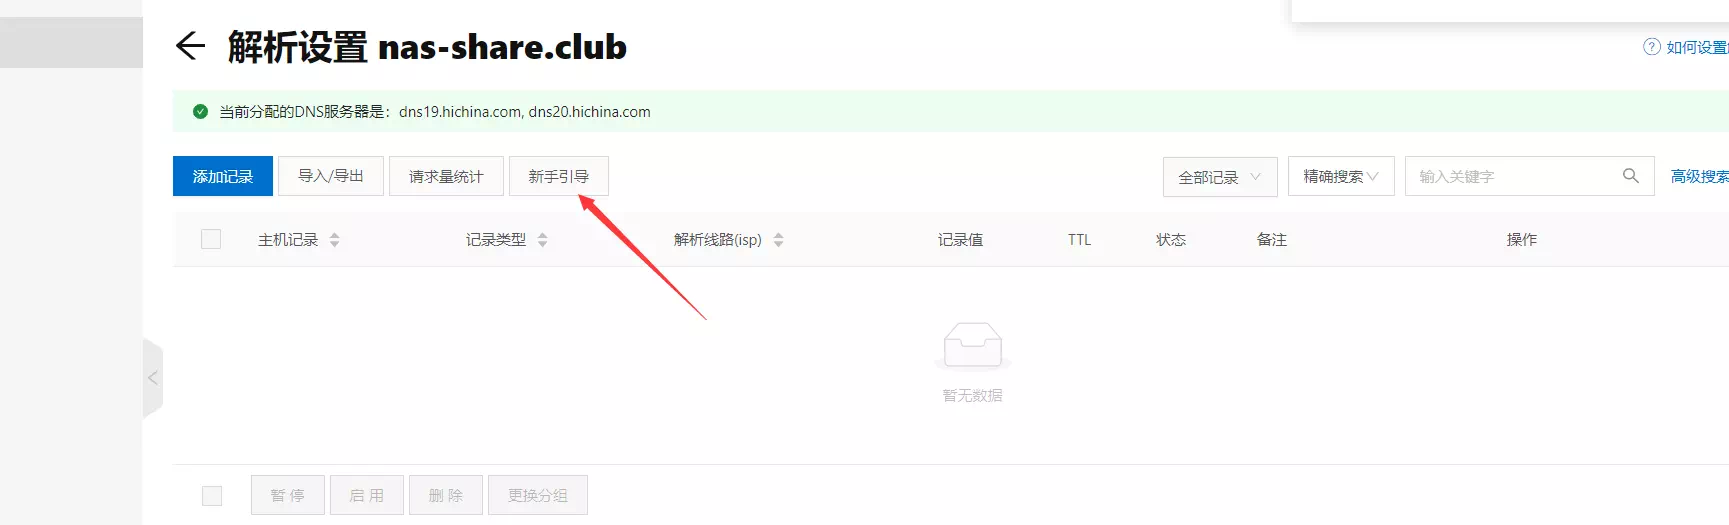 解析设置 nas-share.club
? 如何设置
当前分配的DNS服务器是：dns19.hichina.com, dns20.hichina.com
添加记录 导入/导出 请求量统计 新手引导 全部记录 精确搜索 输入关键字 高级搜索
主机记录 记录类型 解析线路(isp) 记录值 TTL 状态 备注 操作
暂无数据
暂 停 启 用 删 除 更换分组